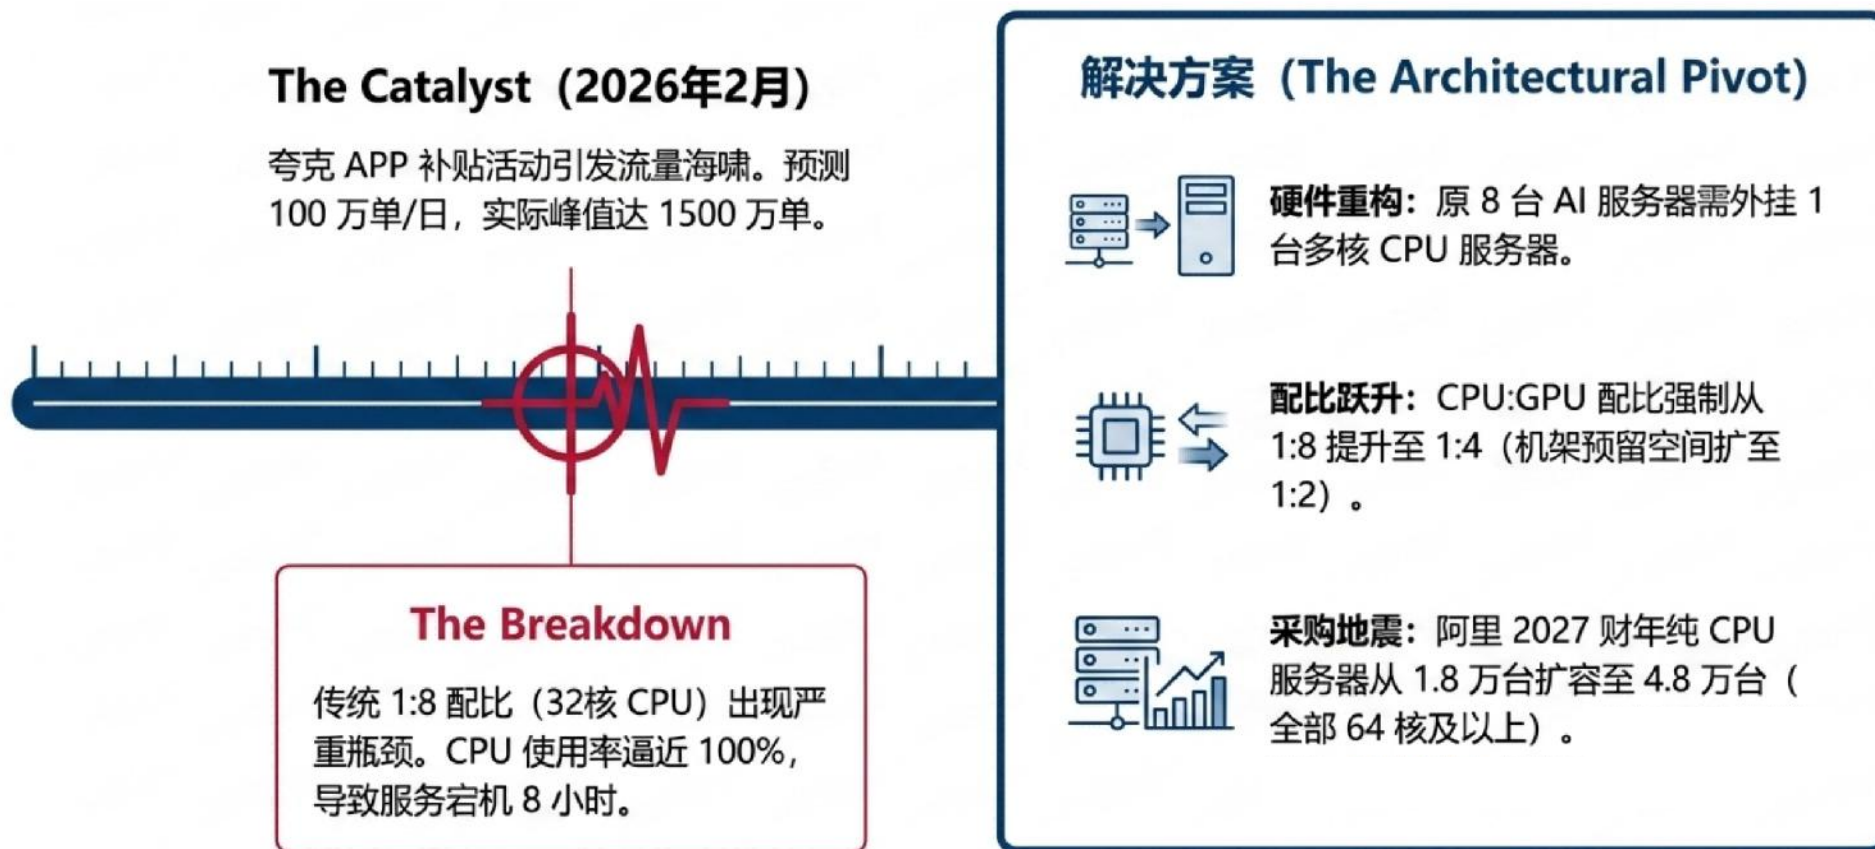 The Catalyst（2026年2月）
夸克 APP 补贴活动引发流量海啸。预测
100 万单/日，实际峰值达 1500 万单。
The Breakdown
传统 1:8 配比（32核 CPU）出现严
重瓶颈。CPU 使用率逼近 100%，
导致服务宕机 8 小时。
解决方案（The Architectural Pivot）
硬件重构：原 8 台 AI 服务器需外挂 1
台多核 CPU 服务器。
配比跃升：CPU:GPU 配比强制从
1:8 提升至 1:4（机架预留空间扩至
1:2）。
采购地震：阿里 2027 财年纯 CPU
服务器从 1.8 万台扩容至 4.8 万台（
全部 64 核及以上）。